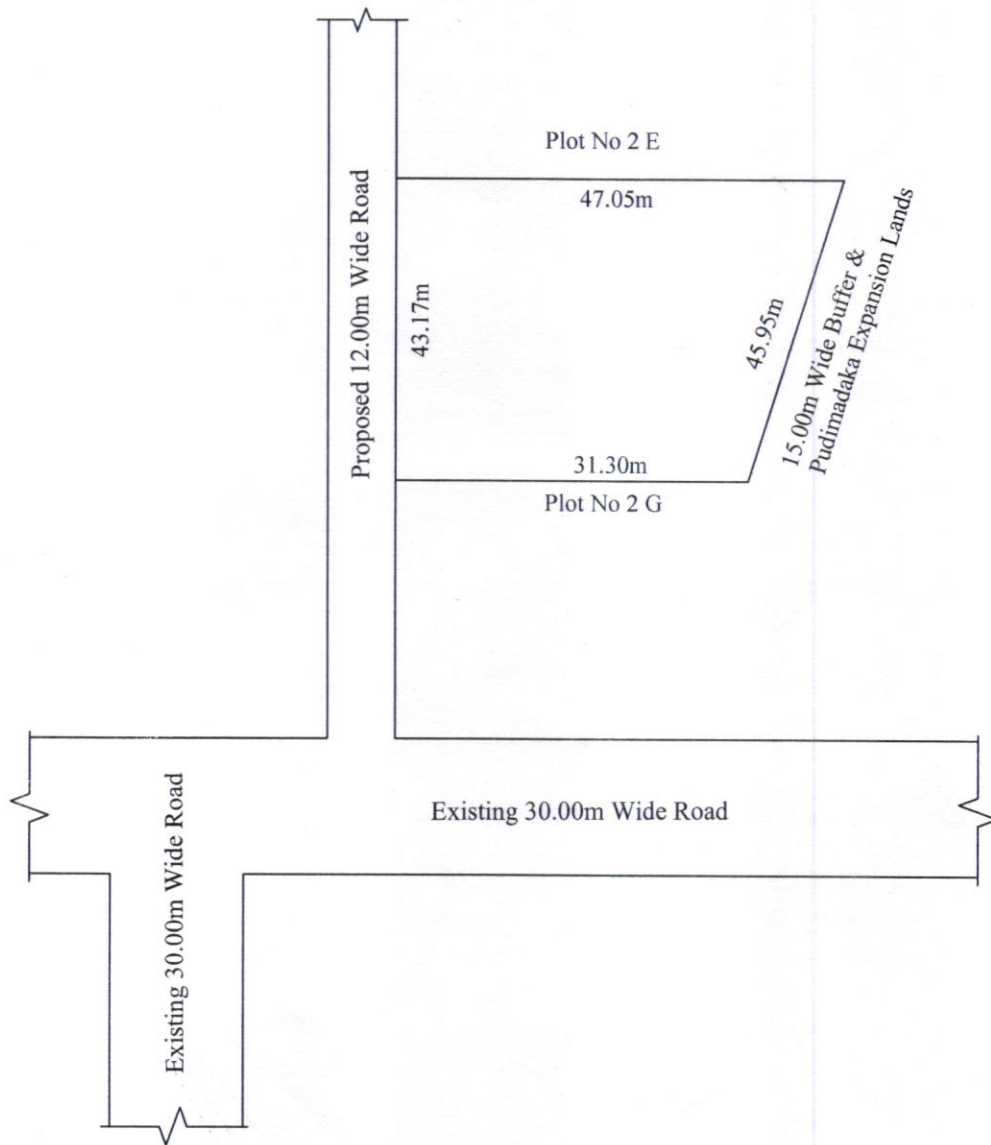 Plot No 2 E
47.05m
Proposed 12.00m Wide Road
43.17m
45.95m
15.00m Wide Buffer &
Pudimadaka Expansion Lands
31.30m
Plot No 2 G
Existing 30.00m Wide Road
Existing 30.00m Wide Road